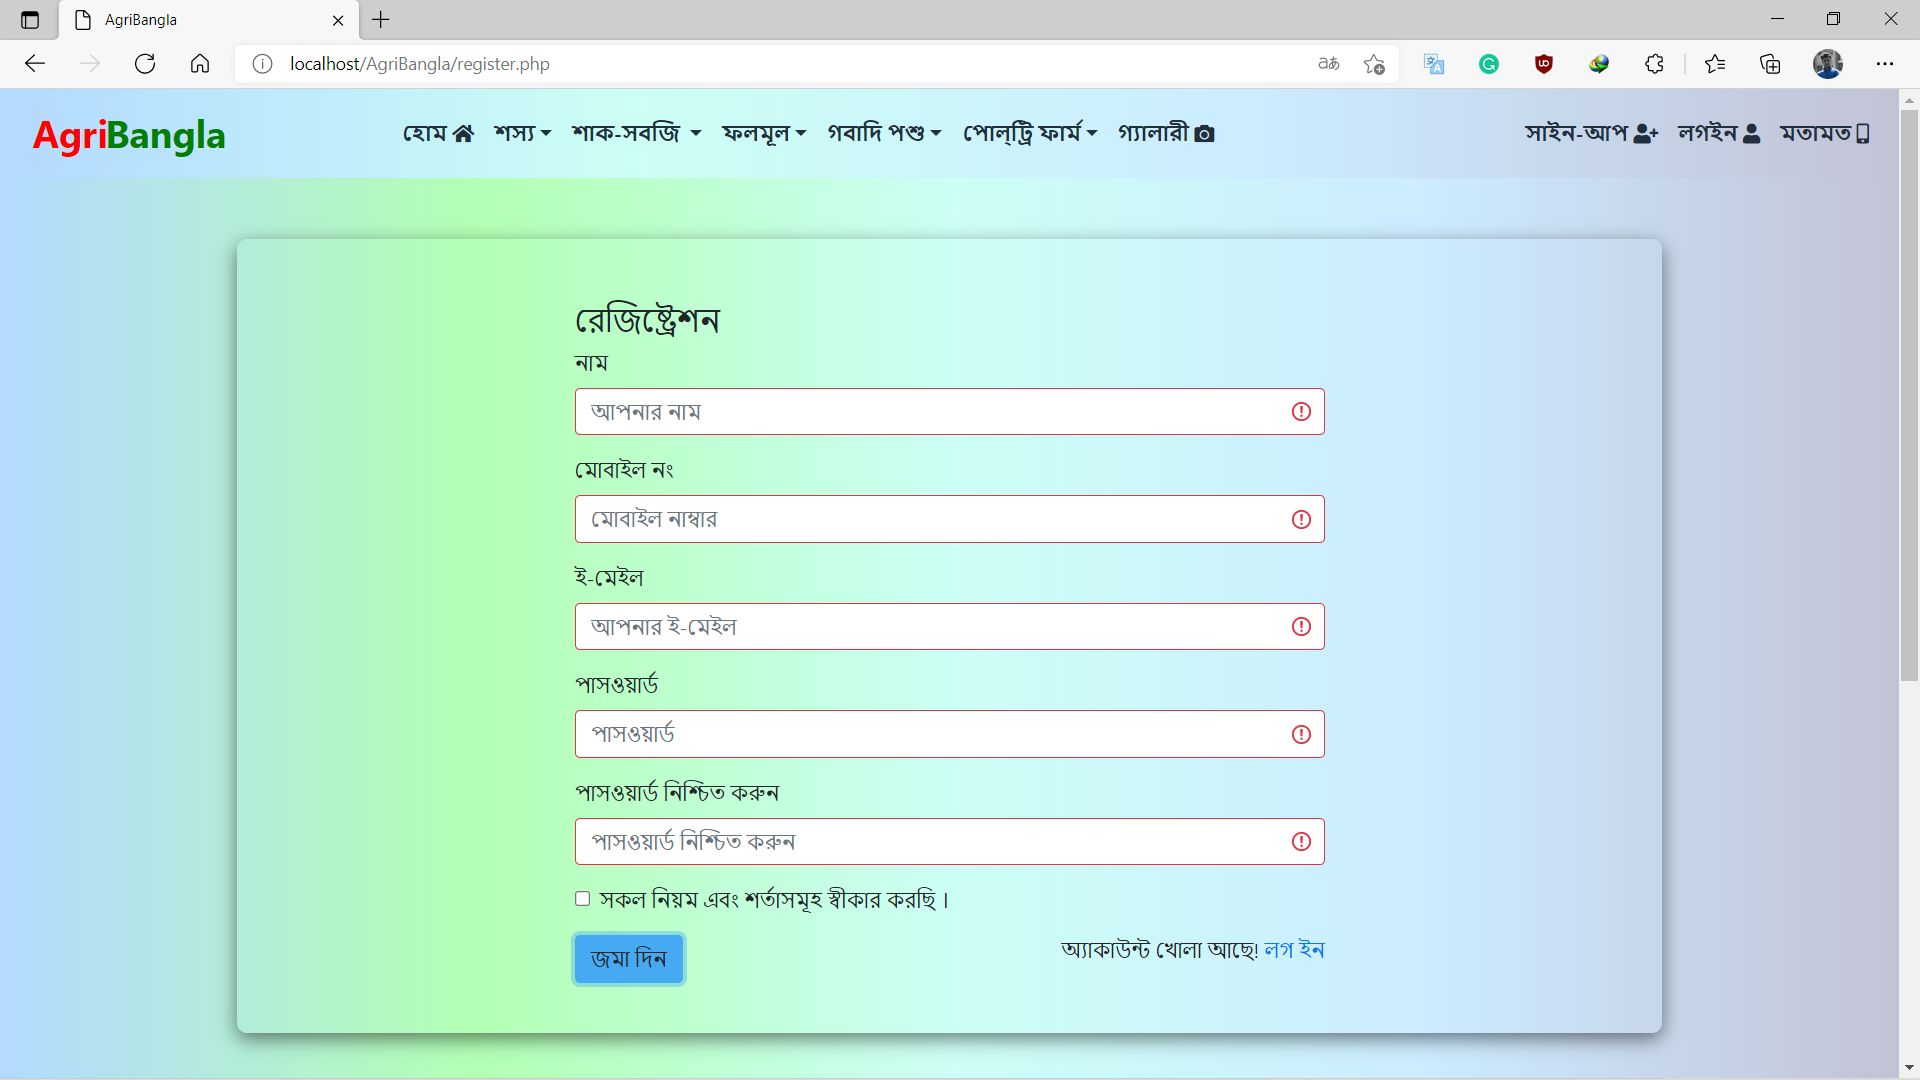 AgriBangla
localhost/AgriBangla/register.php
AgriBangla হোম শস্য শাক-সবজি ফলমূল গবাদি পশু পোল্ট্রি ফার্ম গ্যালারী সাইন-আপ লগইন মতামত
রেজিষ্ট্রেশন
নাম
আপনার নাম
মোবাইল নং
মোবাইল নাম্বার
ই-মেইল
আপনার ই-মেইল
পাসওয়ার্ড
পাসওয়ার্ড
পাসওয়ার্ড নিশ্চিত করুন
পাসওয়ার্ড নিশ্চিত করুন
সকল নিয়ম এবং শর্তাসমূহ স্বীকার করছি ।
জমা দিন অ্যাকাউন্ট খোলা আছে! লগ ইন